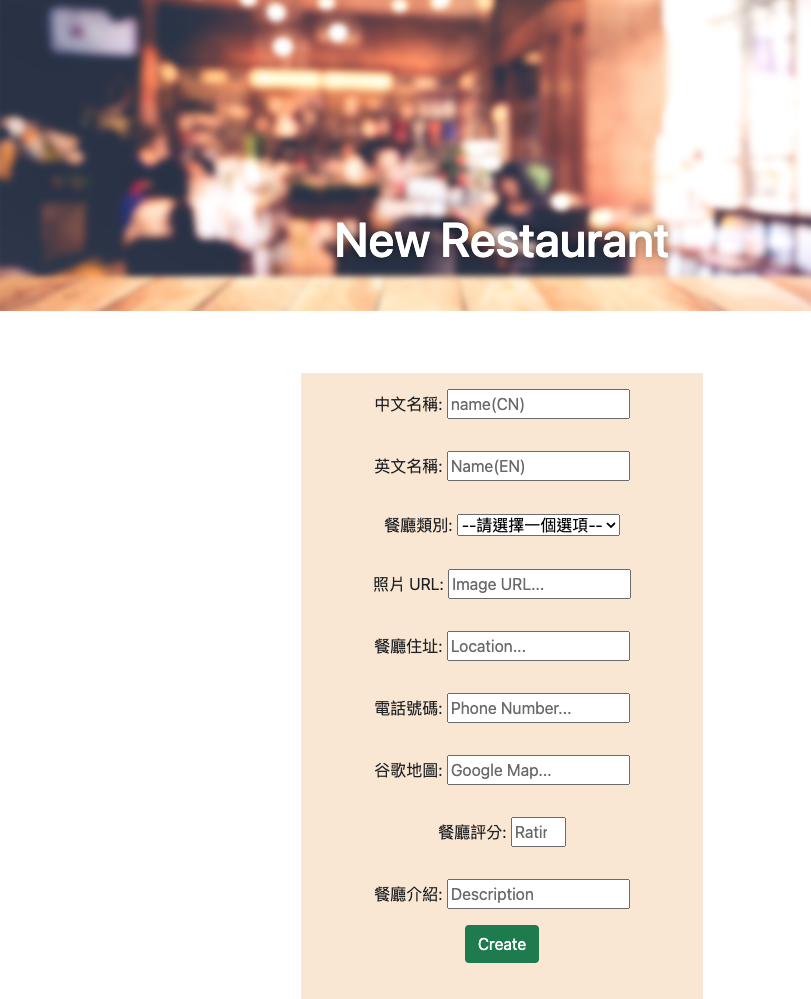 New Restaurant
中文名稱: name(CN)
英文名稱: Name(EN)
餐廳類別: --請選擇一個選項--
照片 URL: Image URL...
餐廳住址: Location...
電話號碼: Phone Number...
谷歌地圖: Google Map...
餐廳評分: Ratin
餐廳介紹: Description
Create